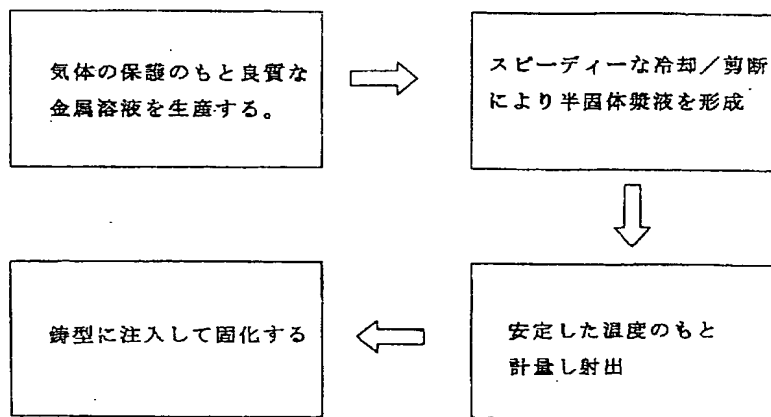 気体の保護のもと良質な
金属溶液を生産する。
スピーディーな冷却／剪断
により半固体漿液を形成
安定した温度のもと
計量し射出
鋳型に注入して固化する